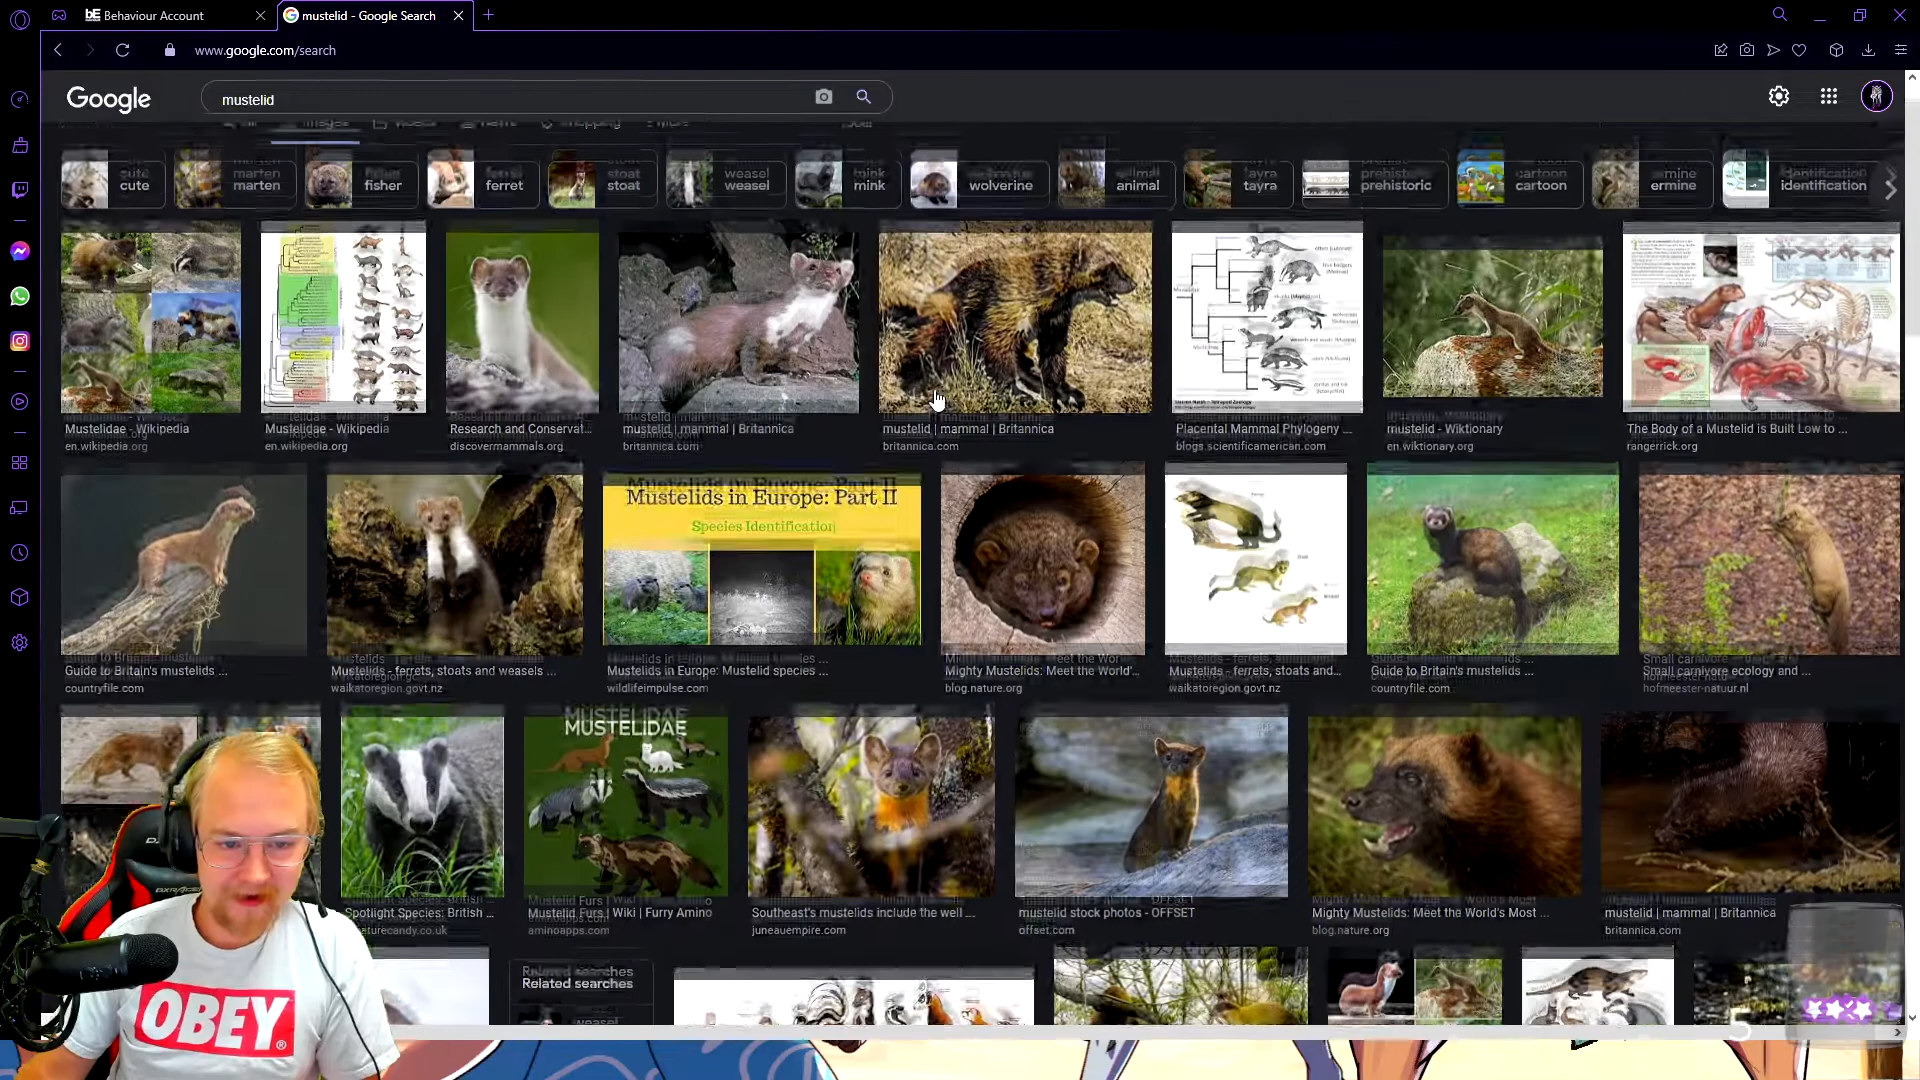 bE Behaviour Account
mustelid - Google Search
www.google.com/search
Google
mustelid
cute
marten
fisher
ferret
stoat
weasel
mink
wolverine
animal
tayra
prehistoric
cartoon
ermine
identification
Mustelidae - Wikipedia
en.wikipedia.org
Mustelidae - Wikipedia
en.wikipedia.org
Research and Conservat...
discovermammals.org
mustelid | mammal | Britannica
britannica.com
mustelid | mammal | Britannica
britannica.com
Placental Mammal Phylogeny ...
blogs.scientificamerican.com
mustelid - Wiktionary
en.wiktionary.org
The Body of a Mustelid is Built Low to ...
rangerrick.org
Mustelids in Europe: Part II
Species Identification
Guide to Britain's mustelids ...
countryfile.com
Mustelids - ferrets, stoats and weasels ...
waikatoregion.govt.nz
Mustelids in Europe: Mustelid species ...
wildlifeimpulse.com
Mighty Mustelids: Meet the World'...
blog.nature.org
Mustelids - ferrets, stoats and...
waikatoregion.govt.nz
Guide to Britain's mustelids ...
countryfile.com
Small carnivore ecology and ...
hofmeester-natuur.nl
MUSTELIDAE
Spotlight Species: British ...
naturecandy.co.uk
Mustelid Furs | Wiki | Furry Amino
aminoapps.com
Southeast's mustelids include the well ...
juneauempire.com
mustelid stock photos - OFFSET
offset.com
Mighty Mustelids: Meet the World's Most ...
blog.nature.org
mustelid | mammal | Britannica
britannica.com
Related searches
weasel
OBEY